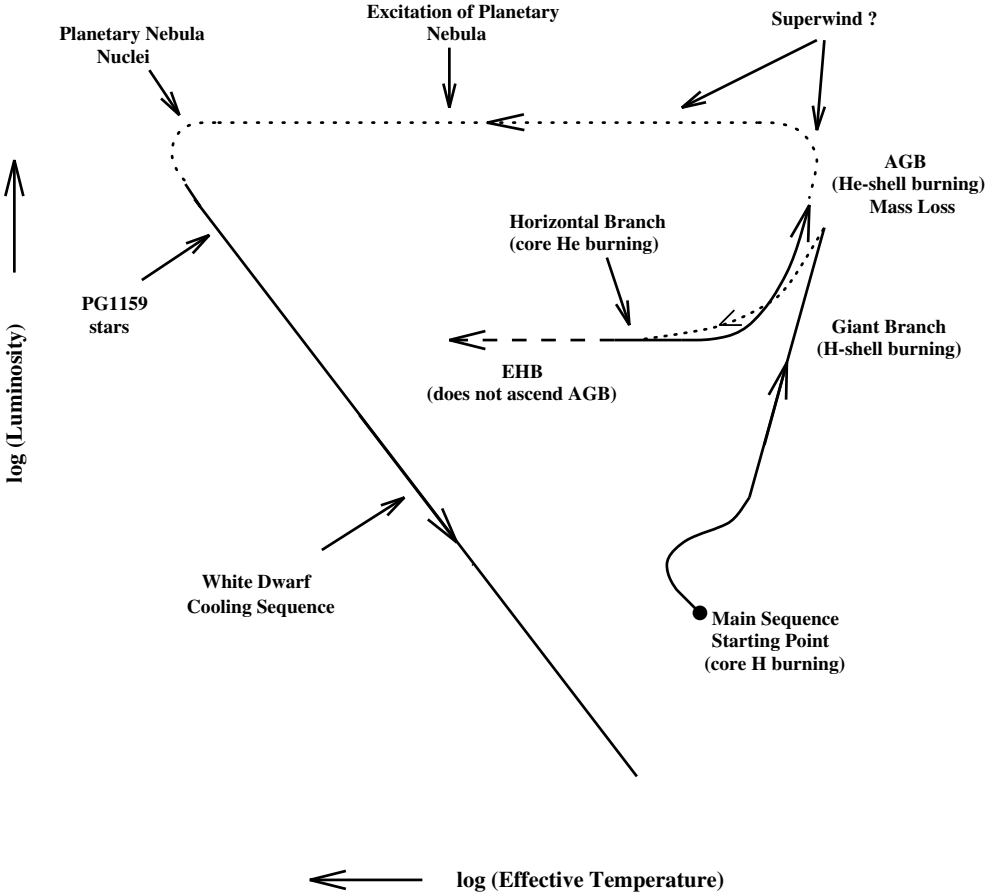 Excitation of Planetary
Nebula
Superwind ?
Planetary Nebula
Nuclei
AGB
(He-shell burning)
Mass Loss
Horizontal Branch
(core He burning)
PG1159
stars
Giant Branch
(H-shell burning)
EHB
(does not ascend AGB)
log (Luminosity)
White Dwarf
Cooling Sequence
Main Sequence
Starting Point
(core H burning)
log (Effective Temperature)